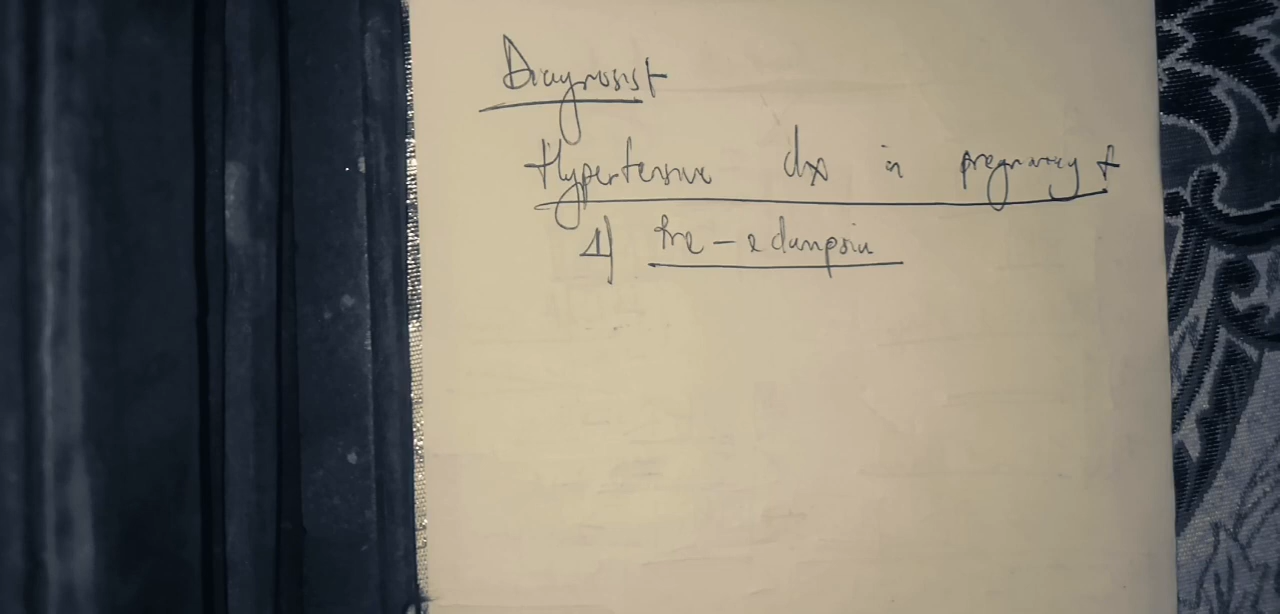 Diagnosis +
Hypertensive dx in pregnancy +
1) Pre - eclampsia